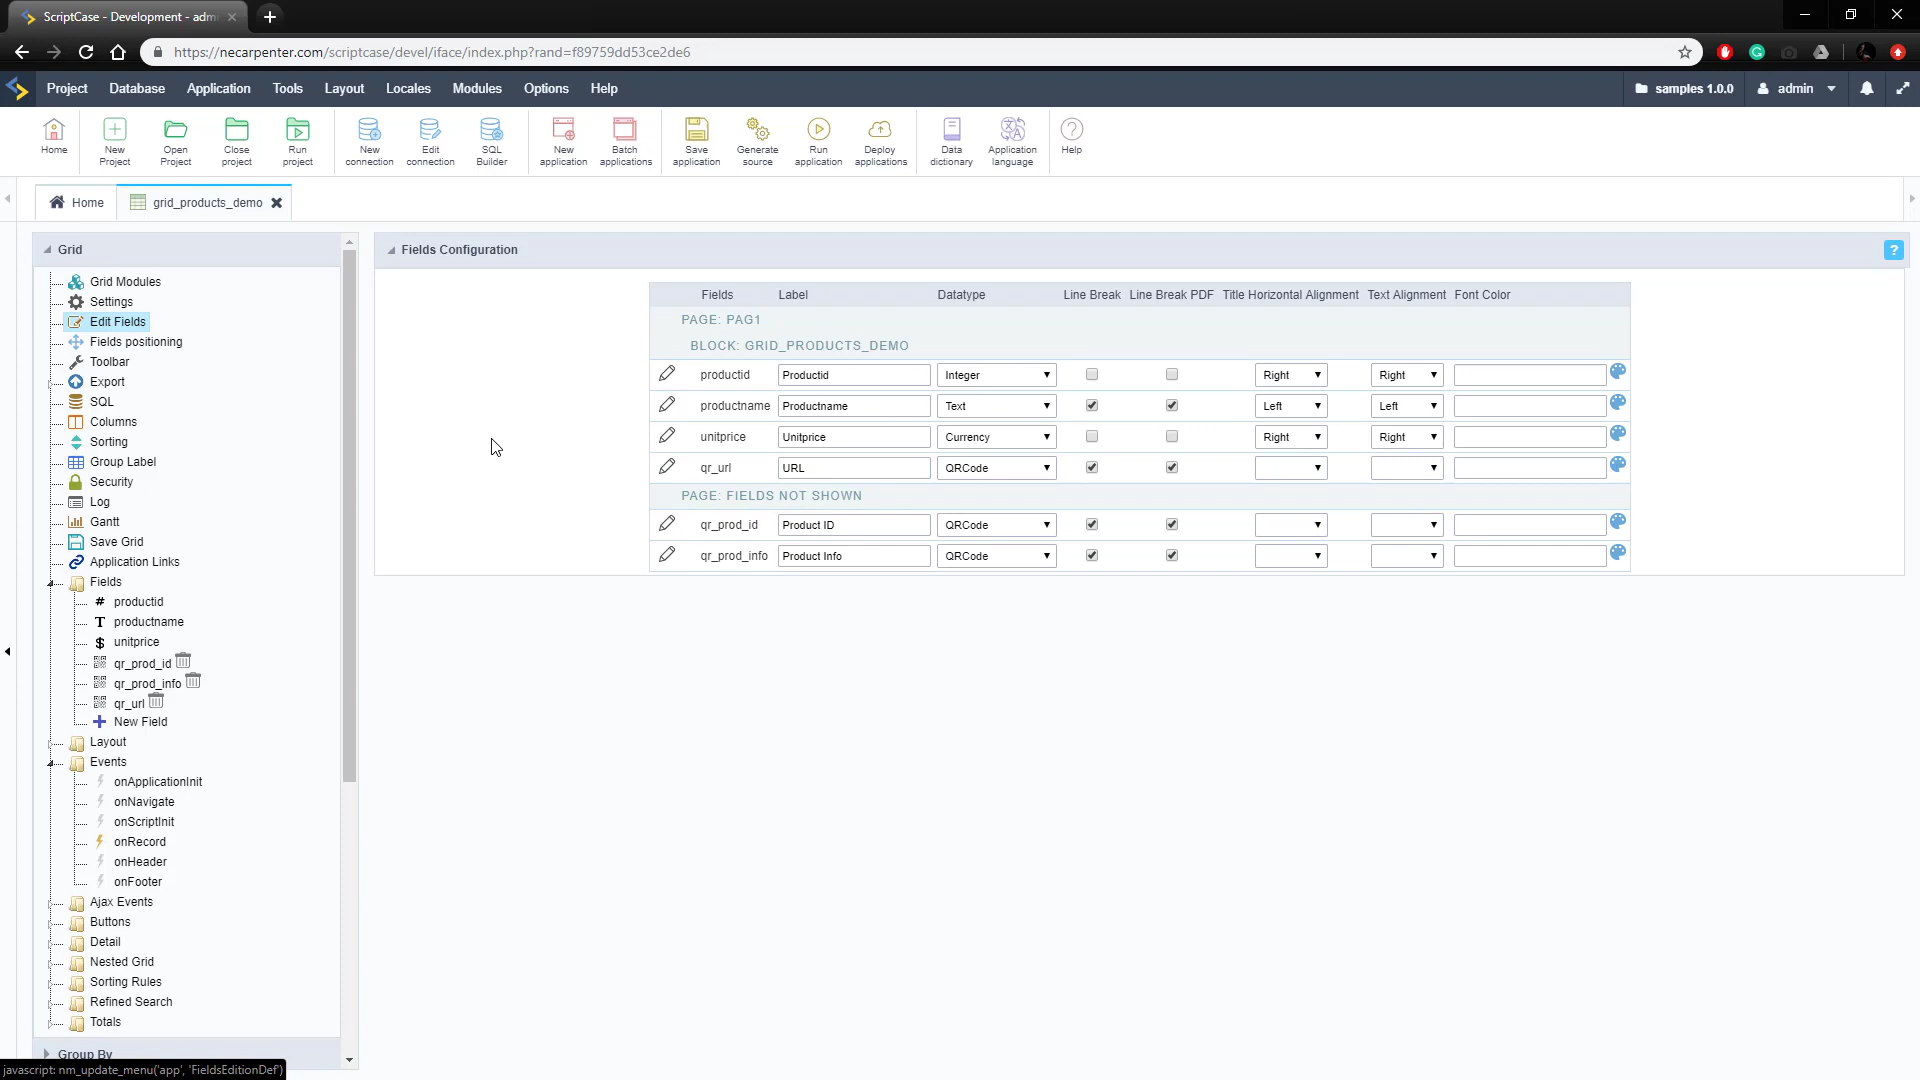 ScriptCase - Development - adm
https://necarpenter.com/scriptcase/devel/iface/index.php?rand=f89759dd53ce2de6
Project Database Application Tools Layout Locales Modules Options Help samples 1.0.0 admin
Home
New Project
Open Project
Close project
Run project
New connection
Edit connection
SQL Builder
New application
Batch applications
Save application
Generate source
Run application
Deploy applications
Data dictionary
Application language
Help
Home grid_products_demo
Grid
Grid Modules
Settings
Edit Fields
Fields positioning
Toolbar
Export
SQL
Columns
Sorting
Group Label
Security
Log
Gantt
Save Grid
Application Links
Fields
# productid
T productname
$ unitprice
qr_prod_id
qr_prod_info
qr_url
New Field
Layout
Events
onApplicationInit
onNavigate
onScriptInit
onRecord
onHeader
onFooter
Ajax Events
Buttons
Detail
Nested Grid
Sorting Rules
Refined Search
Totals
Group By
javascript: nm_update_menu('app', 'FieldsEditionDef')
Fields Configuration ?
Fields Label Datatype Line Break Line Break PDF Title Horizontal Alignment Text Alignment Font Color
PAGE: PAG1
BLOCK: GRID_PRODUCTS_DEMO
productid Productid Integer Right Right
productname Productname Text Left Left
unitprice Unitprice Currency Right Right
qr_url URL QRCode
PAGE: FIELDS NOT SHOWN
qr_prod_id Product ID QRCode
qr_prod_info Product Info QRCode